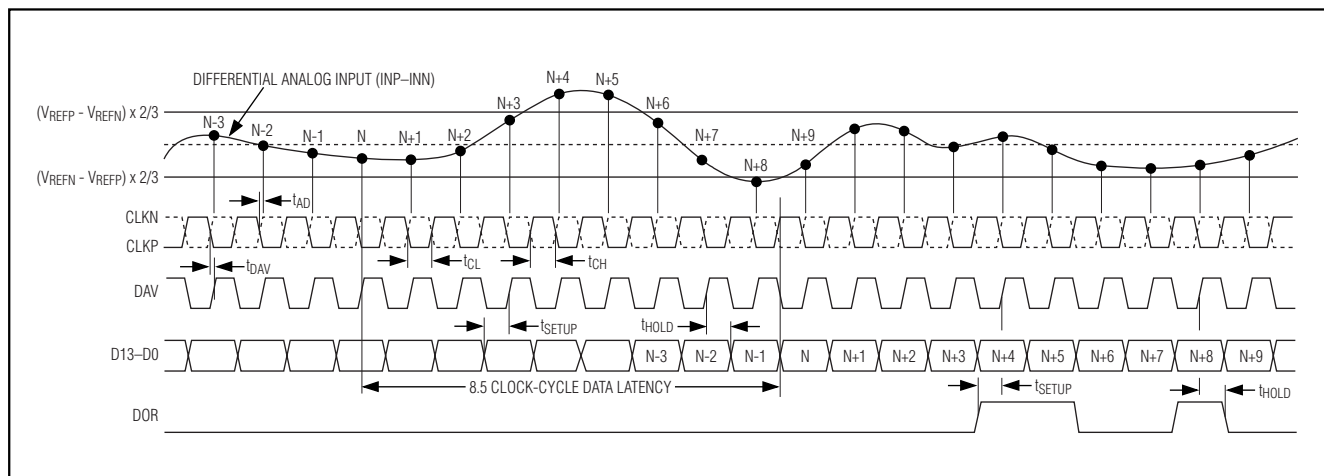 DIFFERENTIAL ANALOG INPUT (INP–INN)
(VREFP - VREFN) x 2/3
(VREFN - VREFP) x 2/3
N-3
N-2
N-1
N
N+1
N+2
N+3
N+4
N+5
N+6
N+7
N+8
N+9
tAD
CLKN
CLKP
tDAV
tCL
tCH
DAV
tSETUP
tHOLD
D13–D0
N-3
N-2
N-1
N
N+1
N+2
N+3
N+4
N+5
N+6
N+7
N+8
N+9
8.5 CLOCK-CYCLE DATA LATENCY
tSETUP
tHOLD
DOR